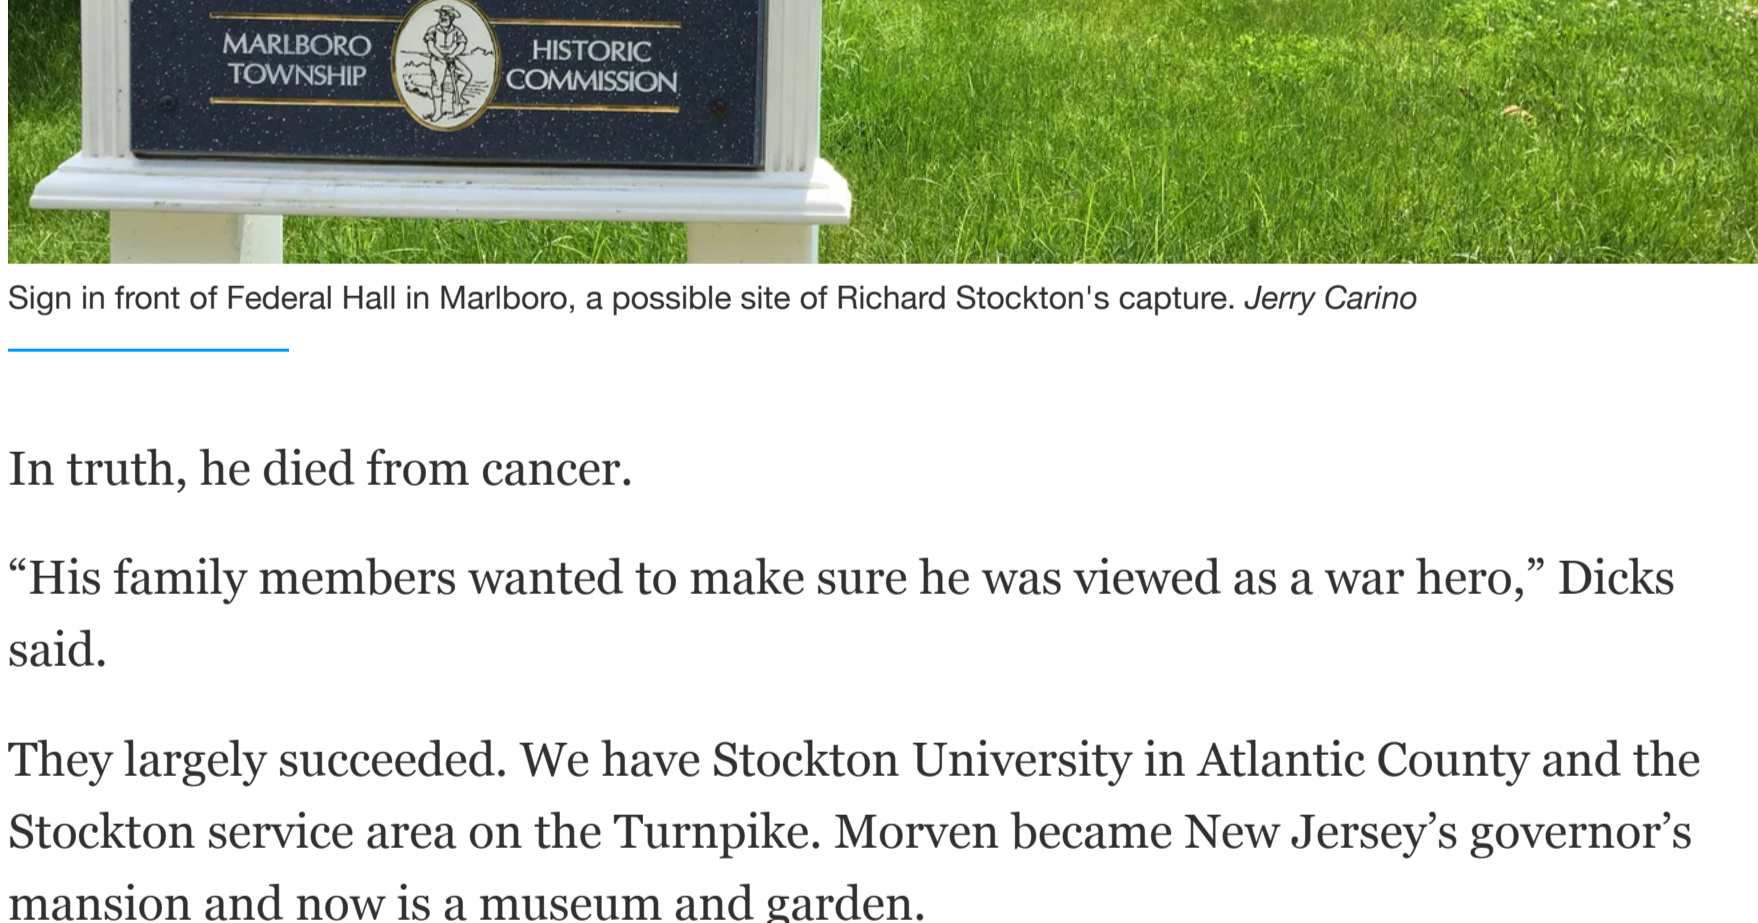 MARLBORO
TOWNSHIP
HISTORIC
COMMISSION
Sign in front of Federal Hall in Marlboro, a possible site of Richard Stockton's capture. Jerry Carino
In truth, he died from cancer.
“His family members wanted to make sure he was viewed as a war hero,” Dicks
said.
They largely succeeded. We have Stockton University in Atlantic County and the
Stockton service area on the Turnpike. Morven became New Jersey’s governor’s
mansion and now is a museum and garden.